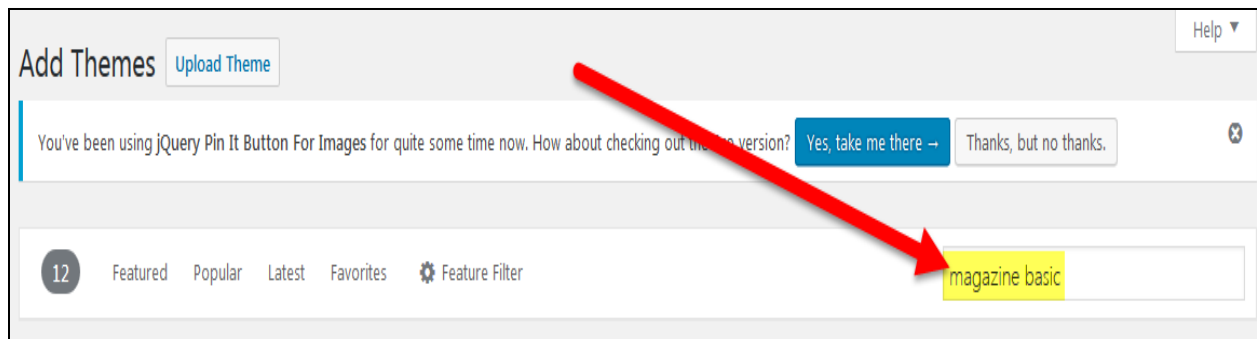 Help ▼
Add Themes Upload Theme
You've been using jQuery Pin It Button For Images for quite some time now. How about checking out the version? Yes, take me there → Thanks, but no thanks.
12 Featured Popular Latest Favorites Feature Filter magazine basic